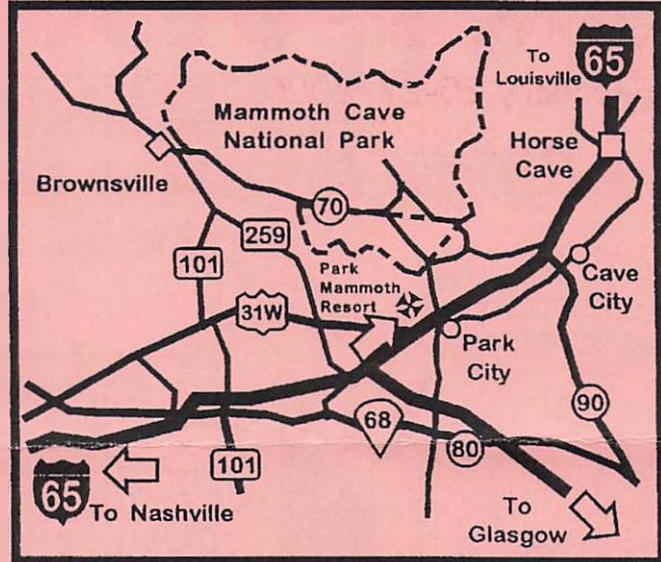 To
Louisville
65
Mammoth Cave
National Park
Horse
Cave
Brownsville
70
259
101
Park
Mammoth
Resort
Cave
City
31W
Park
City
90
68
80
101
65
To Nashville
To
Glasgow